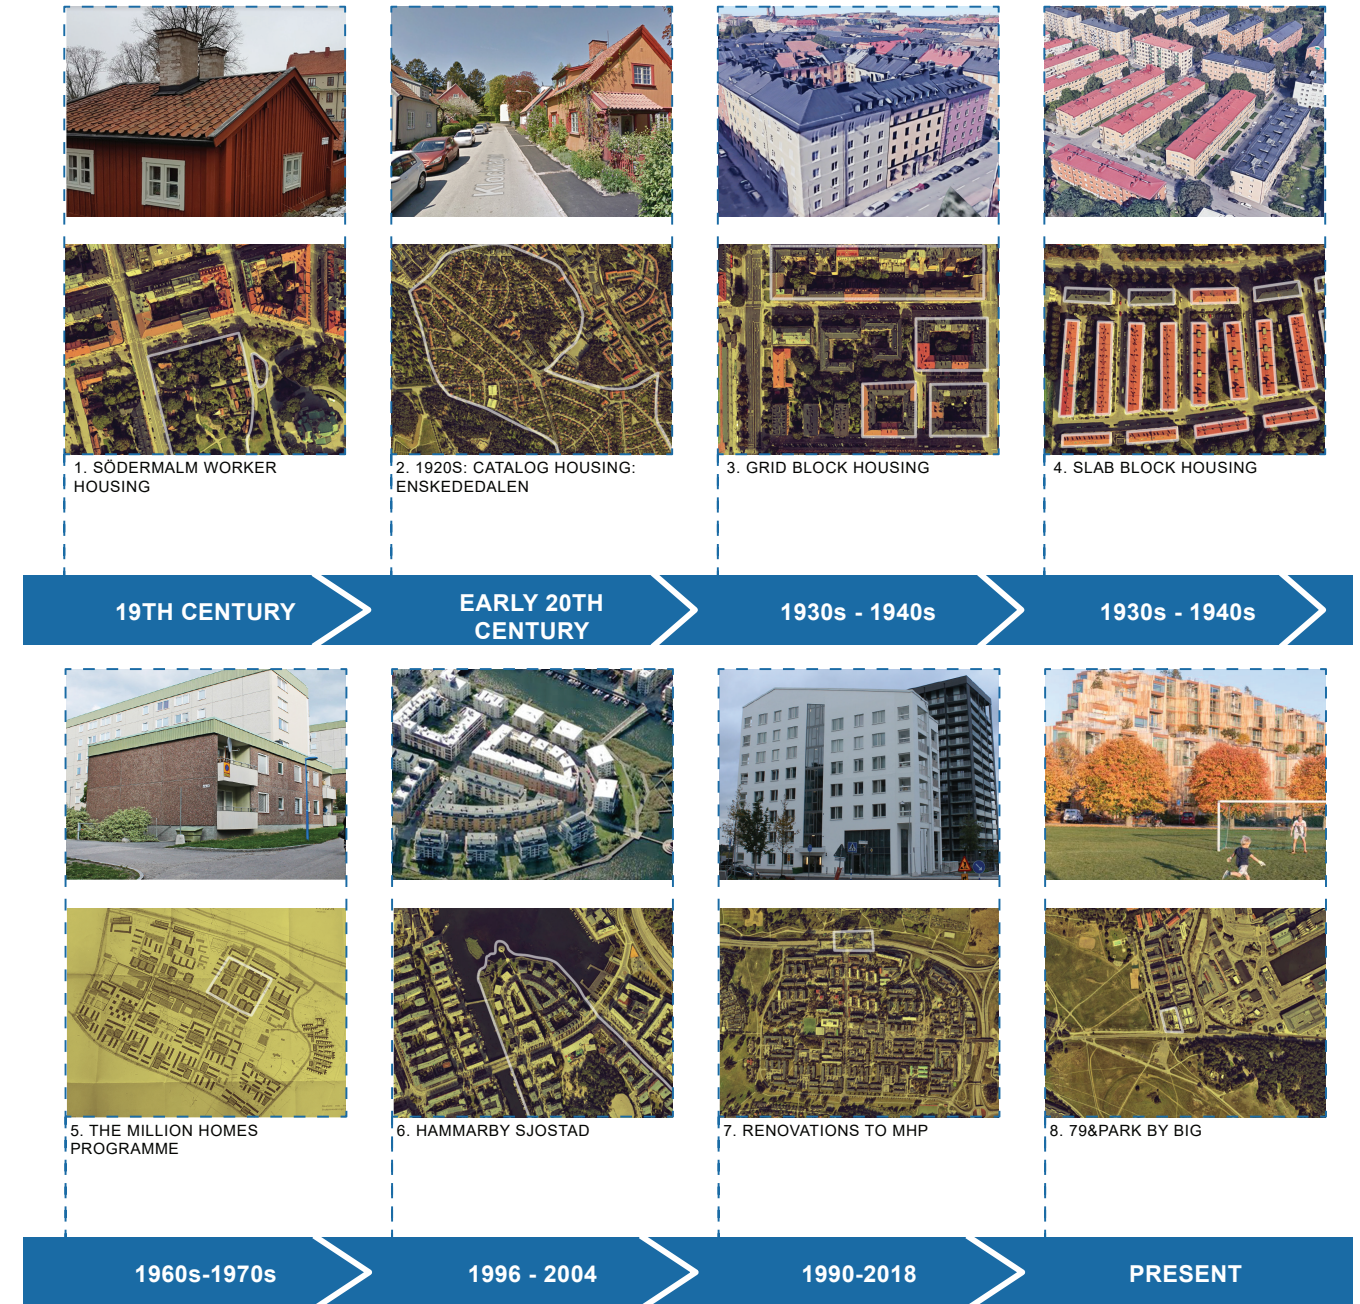 1. SÖDERMALM WORKER
HOUSING
2. 1920S: CATALOG HOUSING:
ENSKEDEDALEN
3. GRID BLOCK HOUSING
4. SLAB BLOCK HOUSING
19TH CENTURY
EARLY 20TH
CENTURY
1930s - 1940s
1930s - 1940s
5. THE MILLION HOMES
PROGRAMME
6. HAMMARBY SJOSTAD
7. RENOVATIONS TO MHP
8. 79&PARK BY BIG
1960s-1970s
1996 - 2004
1990-2018
PRESENT